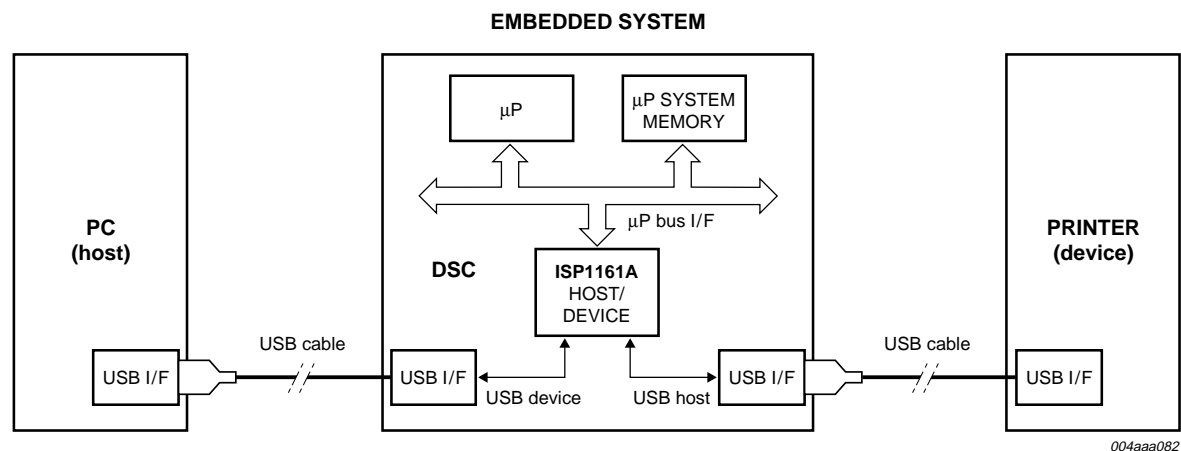 EMBEDDED SYSTEM
μP
μP SYSTEM
MEMORY
μP bus I/F
PC
(host)
DSC
ISP1161A
HOST/
DEVICE
PRINTER
(device)
USB cable
USB cable
USB I/F
USB I/F
USB device
USB host
USB I/F
USB I/F
004aaa082